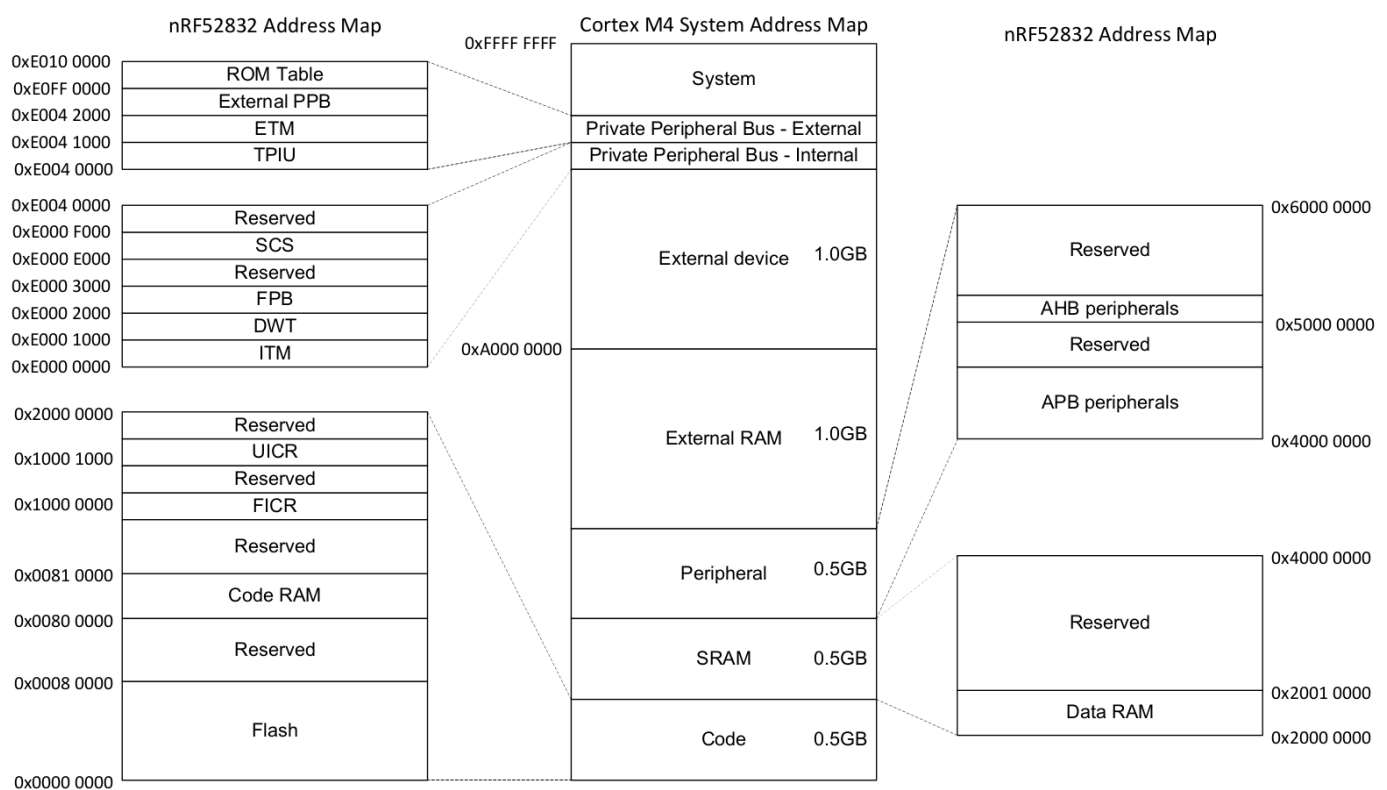 nRF52832 Address Map
0xE010 0000
ROM Table
0xE0FF 0000
External PPB
0xE004 2000
ETM
0xE004 1000
TPIU
0xE004 0000
0xE004 0000
Reserved
0xE000 F000
SCS
0xE000 E000
Reserved
0xE000 3000
FPB
0xE000 2000
DWT
0xE000 1000
ITM
0xE000 0000
0x2000 0000
Reserved
UICR
0x1000 1000
Reserved
0x1000 0000
FICR
Reserved
0x0081 0000
Code RAM
0x0080 0000
Reserved
0x0008 0000
Flash
0x0000 0000
Cortex M4 System Address Map
0xFFFF FFFF
System
Private Peripheral Bus - External
Private Peripheral Bus - Internal
External device 1.0GB
0xA000 0000
External RAM 1.0GB
Peripheral 0.5GB
SRAM 0.5GB
Code 0.5GB
nRF52832 Address Map
0x6000 0000
Reserved
AHB peripherals
0x5000 0000
Reserved
APB peripherals
0x4000 0000
0x4000 0000
Reserved
0x2001 0000
Data RAM
0x2000 0000